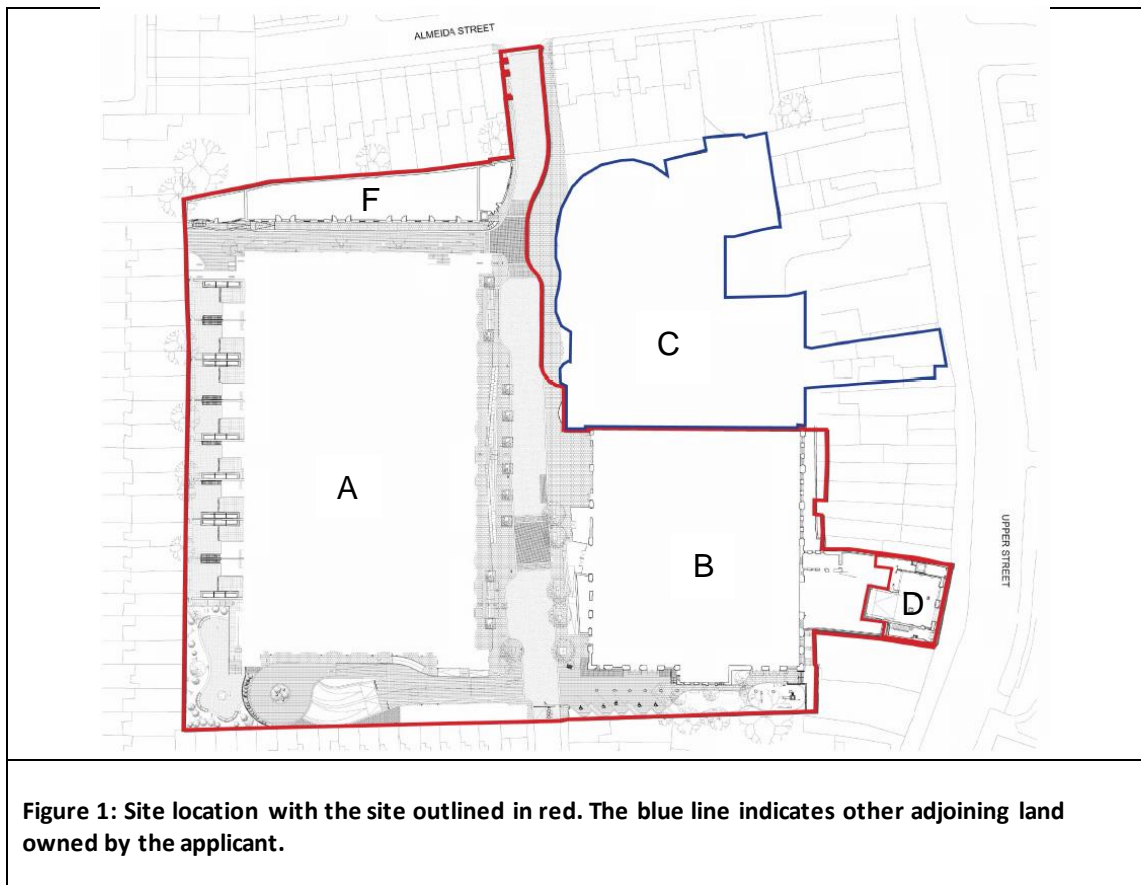 ALMEIDA STREET
F
C
A
B
D
UPPER STREET
Figure 1: Site location with the site outlined in red. The blue line indicates other adjoining land
owned by the applicant.